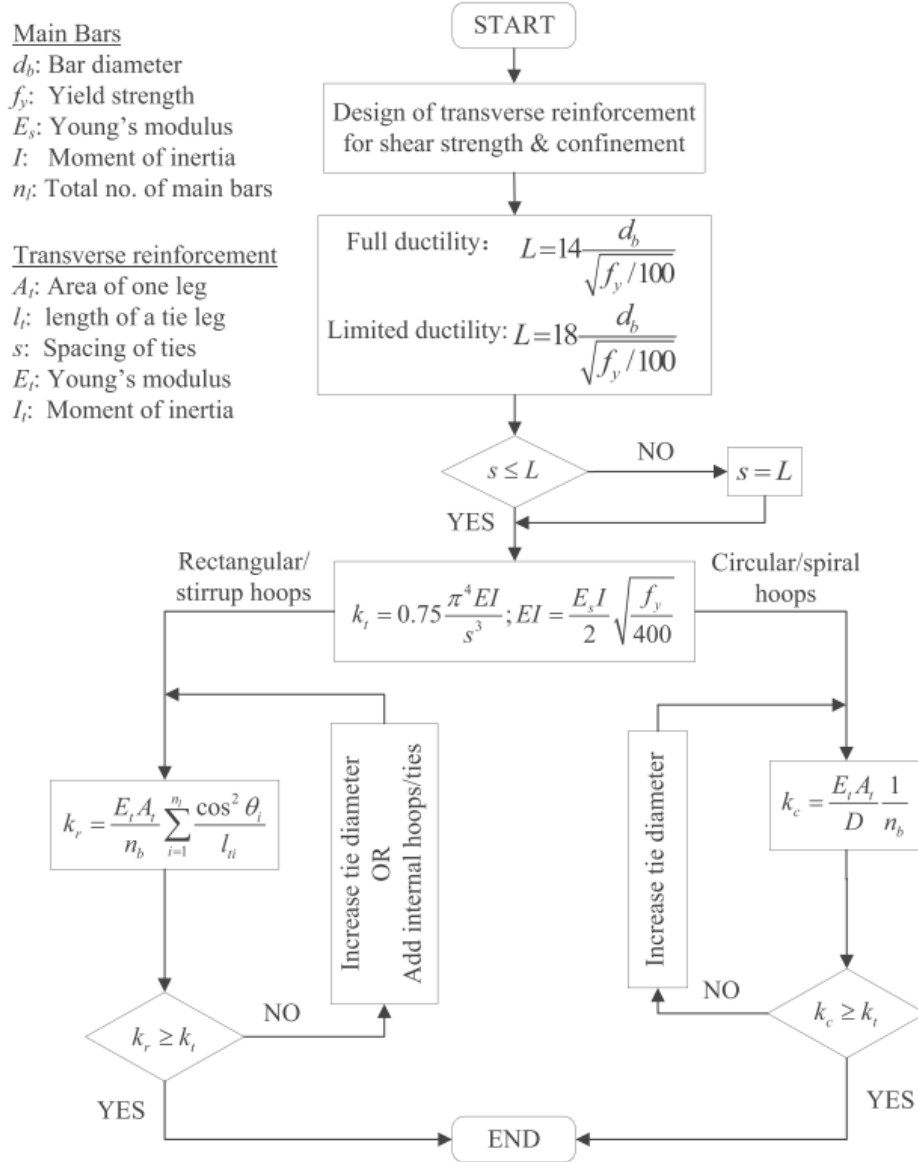 Main Bars
d_b: Bar diameter
f_y: Yield strength
E_s: Young's modulus
I: Moment of inertia
n_l: Total no. of main bars
Transverse reinforcement
A_t: Area of one leg
l_t: length of a tie leg
s: Spacing of ties
E_t: Young's modulus
I_t: Moment of inertia
START
Design of transverse reinforcement
for shear strength & confinement
Full ductility: L=14 d_b/√(f_y/100)
Limited ductility: L=18 d_b/√(f_y/100)
s ≤ L
NO
s = L
YES
Rectangular/
stirrup hoops
k_t = 0.75 π^4 EI/s^3; EI = E_s I/2 √(f_y/400)
Circular/spiral
hoops
k_r = E_t A_t/n_b ∑_{i=1}^{n_l} cos^2 θ_i/l_{ti}
Increase tie diameter
OR
Add internal hoops/ties
Increase tie diameter
k_c = E_t A_t/D 1/n_b
k_r ≥ k_t
NO
YES
NO
k_c ≥ k_t
YES
END